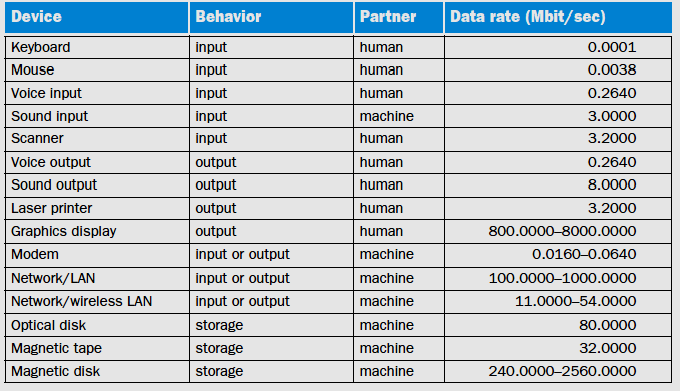 Device Behavior Partner Data rate (Mbit/sec)
Keyboard input human 0.0001
Mouse input human 0.0038
Voice input input human 0.2640
Sound input input machine 3.0000
Scanner input human 3.2000
Voice output output human 0.2640
Sound output output human 8.0000
Laser printer output human 3.2000
Graphics display output human 800.0000–8000.0000
Modem input or output machine 0.0160–0.0640
Network/LAN input or output machine 100.0000–1000.0000
Network/wireless LAN input or output machine 11.0000–54.0000
Optical disk storage machine 80.0000
Magnetic tape storage machine 32.0000
Magnetic disk storage machine 240.0000–2560.0000